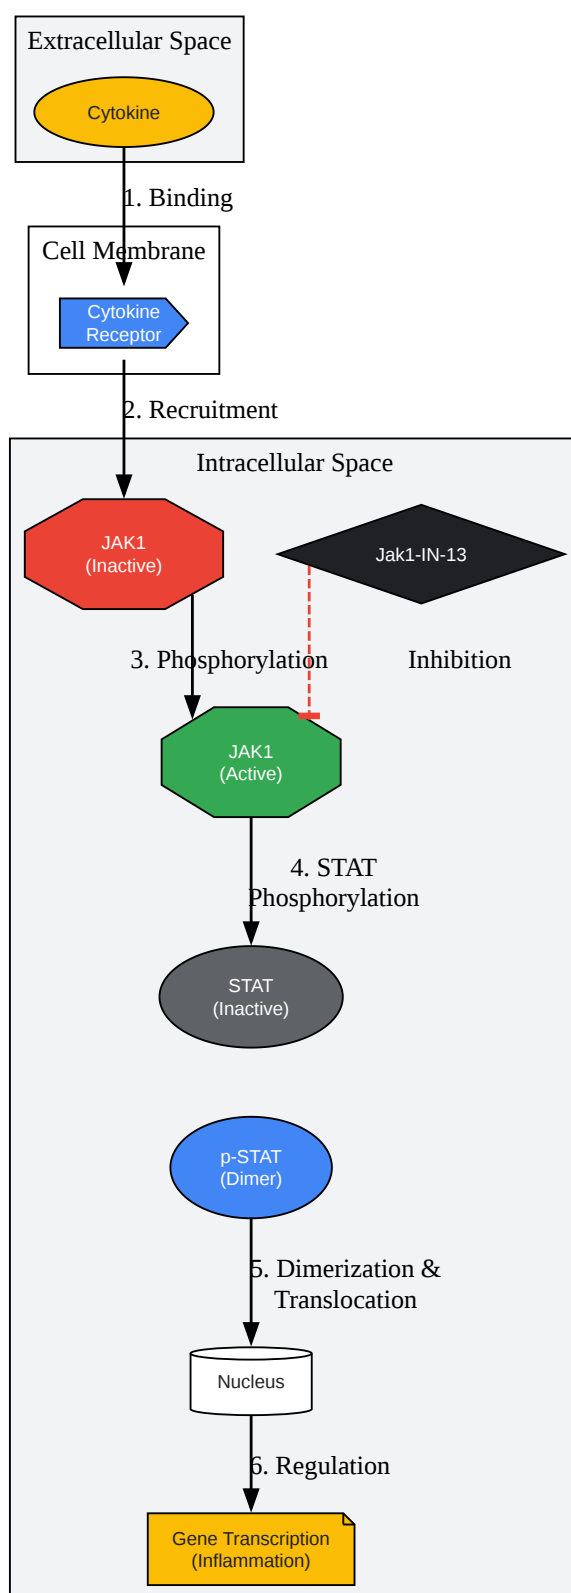 Extracellular Space
Cytokine
1. Binding
Cell Membrane
Cytokine
Receptor
2. Recruitment
Intracellular Space
JAK1
(Inactive)
Jak1-IN-13
3. Phosphorylation
Inhibition
JAK1
(Active)
4. STAT
Phosphorylation
STAT
(Inactive)
p-STAT
(Dimer)
5. Dimerization &
Translocation
Nucleus
6. Regulation
Gene Transcription
(Inflammation)